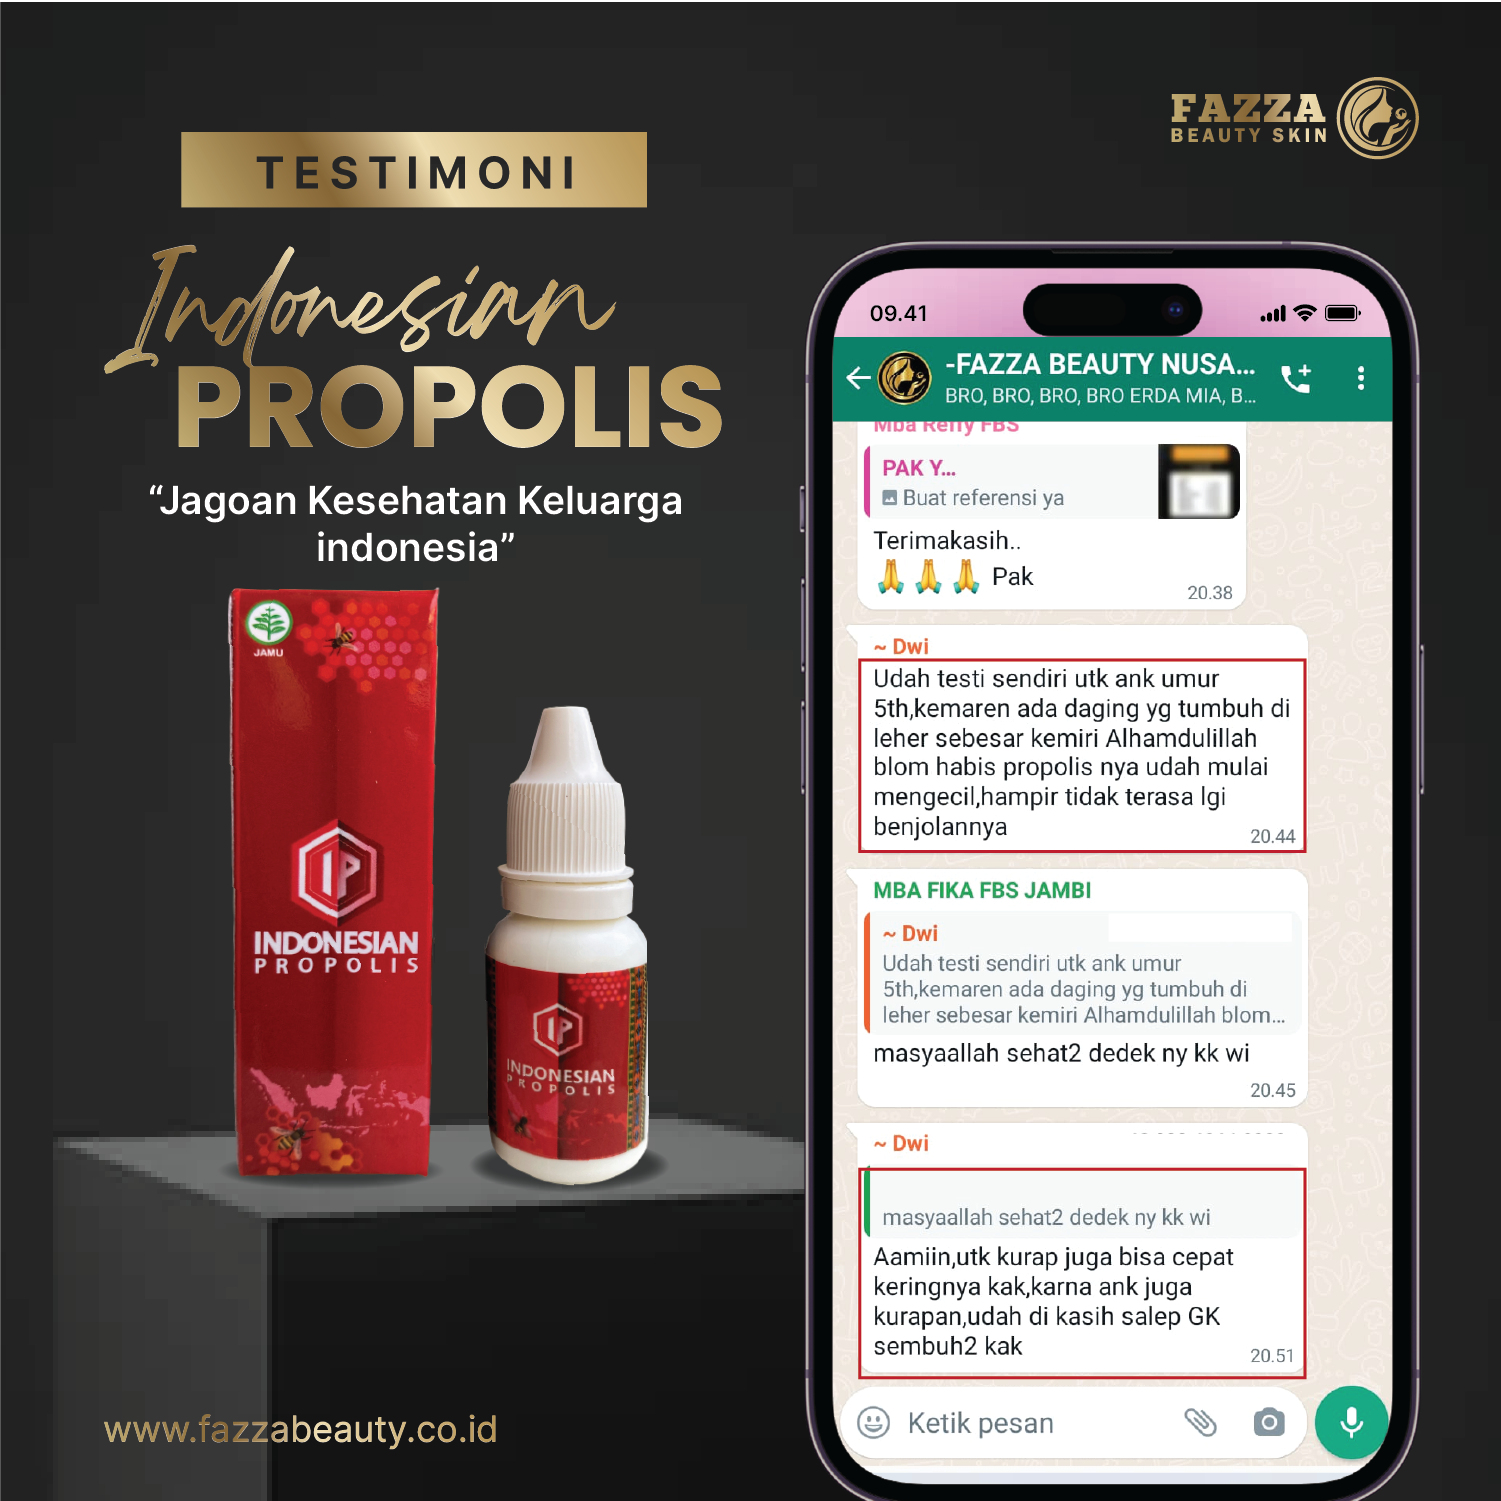 FAZZA
BEAUTY SKIN
TESTIMONI
Indonesian
PROPOLIS
“Jagoan Kesehatan Keluarga
indonesia”
JAMU
IP
INDONESIAN
PROPOLIS
IP
INDONESIAN
PROPOLIS
www.fazzabeauty.co.id
09.41
-FAZZA BEAUTY NUSA...
BRO, BRO, BRO, BRO ERDA MIA, B...
Mba Reffy FBS
PAK Y...
Buat referensi ya
Terimakasih..
🙏 🙏 🙏 Pak
20.38
~ Dwi
Udah testi sendiri utk ank umur
5th,kemaren ada daging yg tumbuh di
leher sebesar kemiri Alhamdulillah
blom habis propolis nya udah mulai
mengecil,hampir tidak terasa lgi
benjolannya
20.44
MBA FIKA FBS JAMBI
~ Dwi
Udah testi sendiri utk ank umur
5th,kemaren ada daging yg tumbuh di
leher sebesar kemiri Alhamdulillah blom...
masyaallah sehat2 dedek ny kk wi
20.45
~ Dwi
masyaallah sehat2 dedek ny kk wi
Aamiin,utk kurap juga bisa cepat
keringnya kak,karna ank juga
kurapan,udah di kasih salep GK
sembuh2 kak
20.51
Ketik pesan